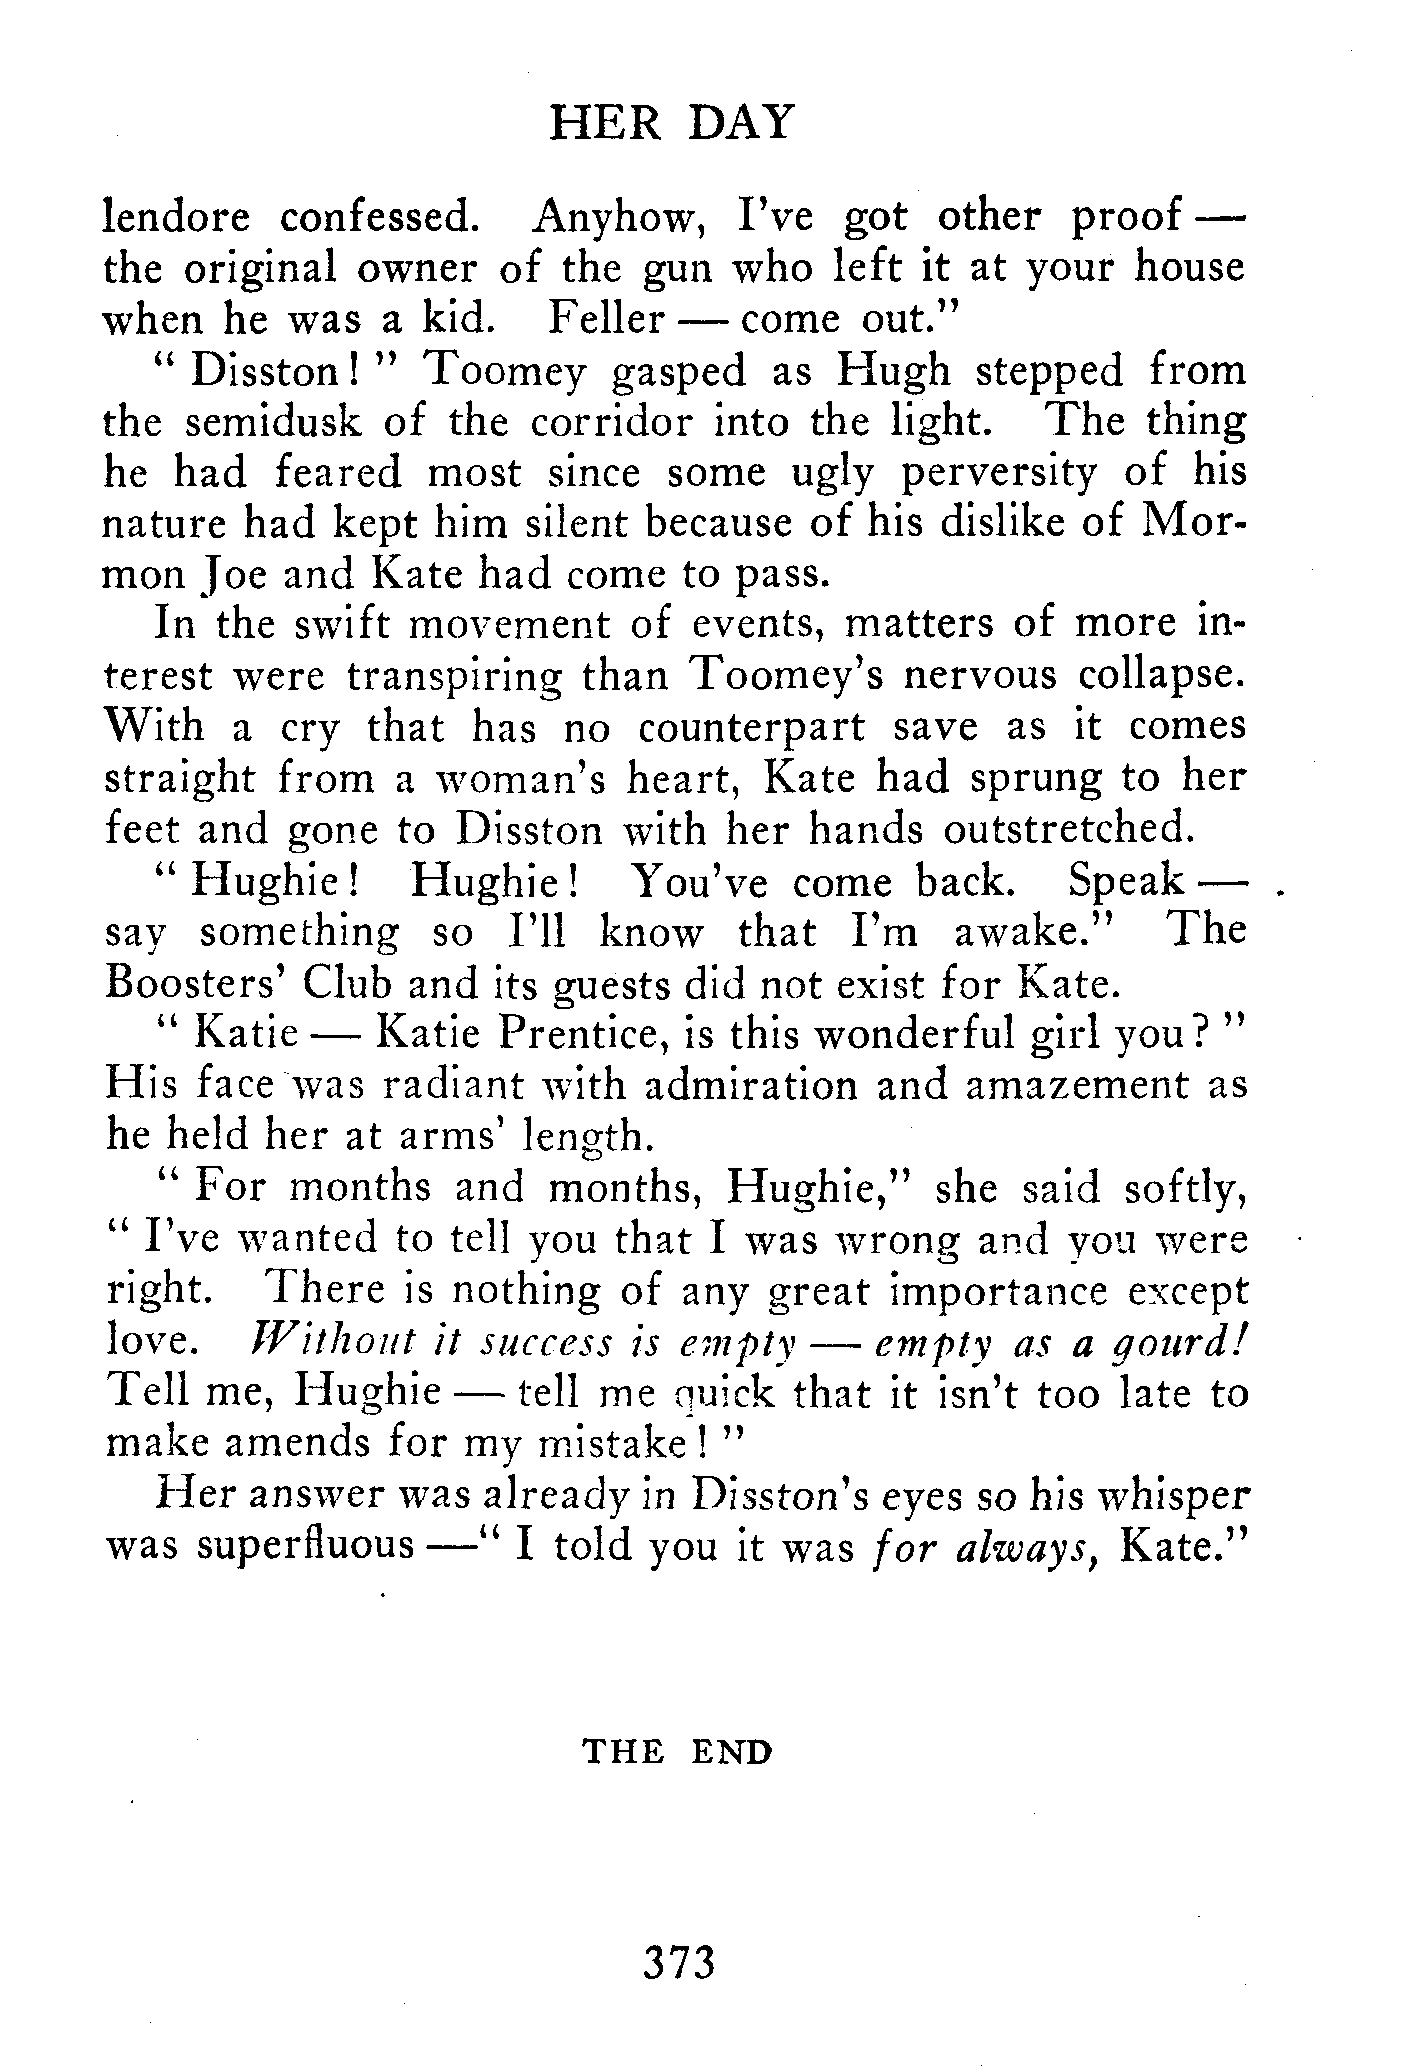 HER DAY
lendore confessed. Anyhow, I've got other proof —
the original owner of the gun who left it at your house
when he was a kid. Feller — come out."
" Disston! " Toomey gasped as Hugh stepped from
the semidusk of the corridor into the light. The thing
he had feared most since some ugly perversity of his
nature had kept him silent because of his dislike of Mor-
mon Joe and Kate had come to pass.
In the swift movement of events, matters of more in-
terest were transpiring than Toomey's nervous collapse.
With a cry that has no counterpart save as it comes
straight from a woman's heart, Kate had sprung to her
feet and gone to Disston with her hands outstretched.
" Hughie! Hughie! You've come back. Speak —
say something so I'll know that I'm awake." The
Boosters' Club and its guests did not exist for Kate.
" Katie — Katie Prentice, is this wonderful girl you? "
His face was radiant with admiration and amazement as
he held her at arms' length.
" For months and months, Hughie," she said softly,
" I've wanted to tell you that I was wrong and you were
right. There is nothing of any great importance except
love. Without it success is empty — empty as a gourd!
Tell me, Hughie — tell me quick that it isn't too late to
make amends for my mistake! "
Her answer was already in Disston's eyes so his whisper
was superfluous —" I told you it was for always, Kate."
THE END
373